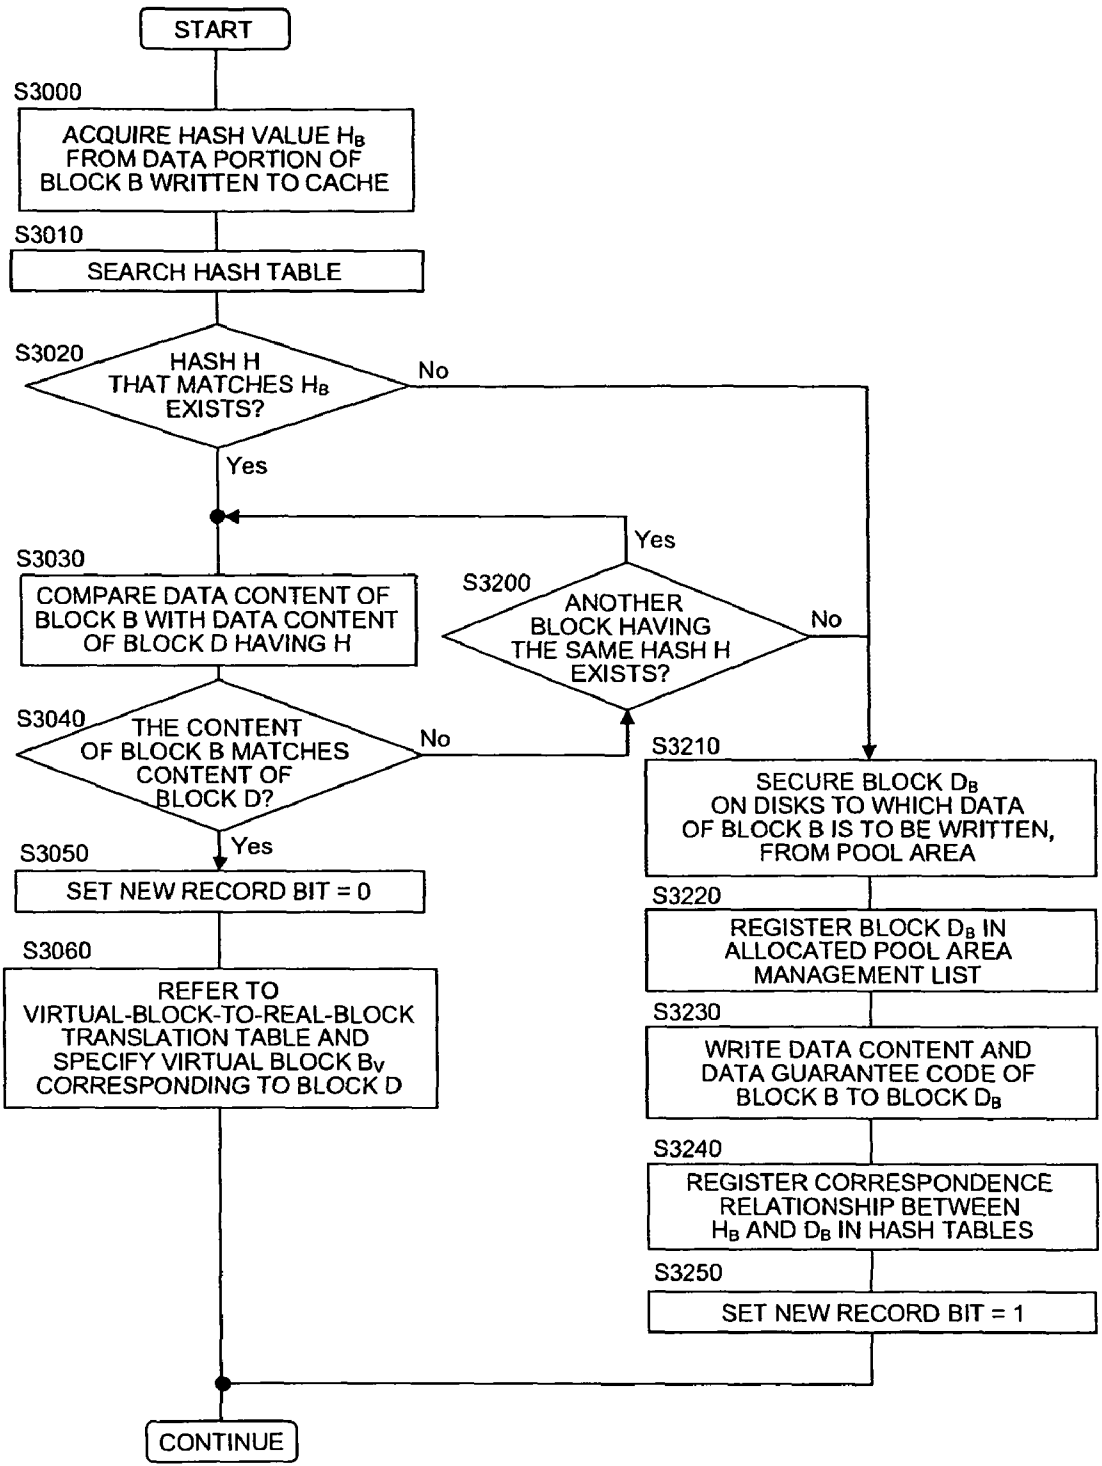 START
S3000
ACQUIRE HASH VALUE HB
FROM DATA PORTION OF
BLOCK B WRITTEN TO CACHE
S3010
SEARCH HASH TABLE
S3020
HASH H
THAT MATCHES HB
EXISTS?
No
Yes
S3030
COMPARE DATA CONTENT OF
BLOCK B WITH DATA CONTENT
OF BLOCK D HAVING H
S3040
THE CONTENT
OF BLOCK B MATCHES
CONTENT OF
BLOCK D?
No
Yes
S3200
ANOTHER
BLOCK HAVING
THE SAME HASH H
EXISTS?
Yes
No
S3050
SET NEW RECORD BIT = 0
S3060
REFER TO
VIRTUAL-BLOCK-TO-REAL-BLOCK
TRANSLATION TABLE AND
SPECIFY VIRTUAL BLOCK BV
CORRESPONDING TO BLOCK D
S3210
SECURE BLOCK DB
ON DISKS TO WHICH DATA
OF BLOCK B IS TO BE WRITTEN,
FROM POOL AREA
S3220
REGISTER BLOCK DB IN
ALLOCATED POOL AREA
MANAGEMENT LIST
S3230
WRITE DATA CONTENT AND
DATA GUARANTEE CODE OF
BLOCK B TO BLOCK DB
S3240
REGISTER CORRESPONDENCE
RELATIONSHIP BETWEEN
HB AND DB IN HASH TABLES
S3250
SET NEW RECORD BIT = 1
CONTINUE